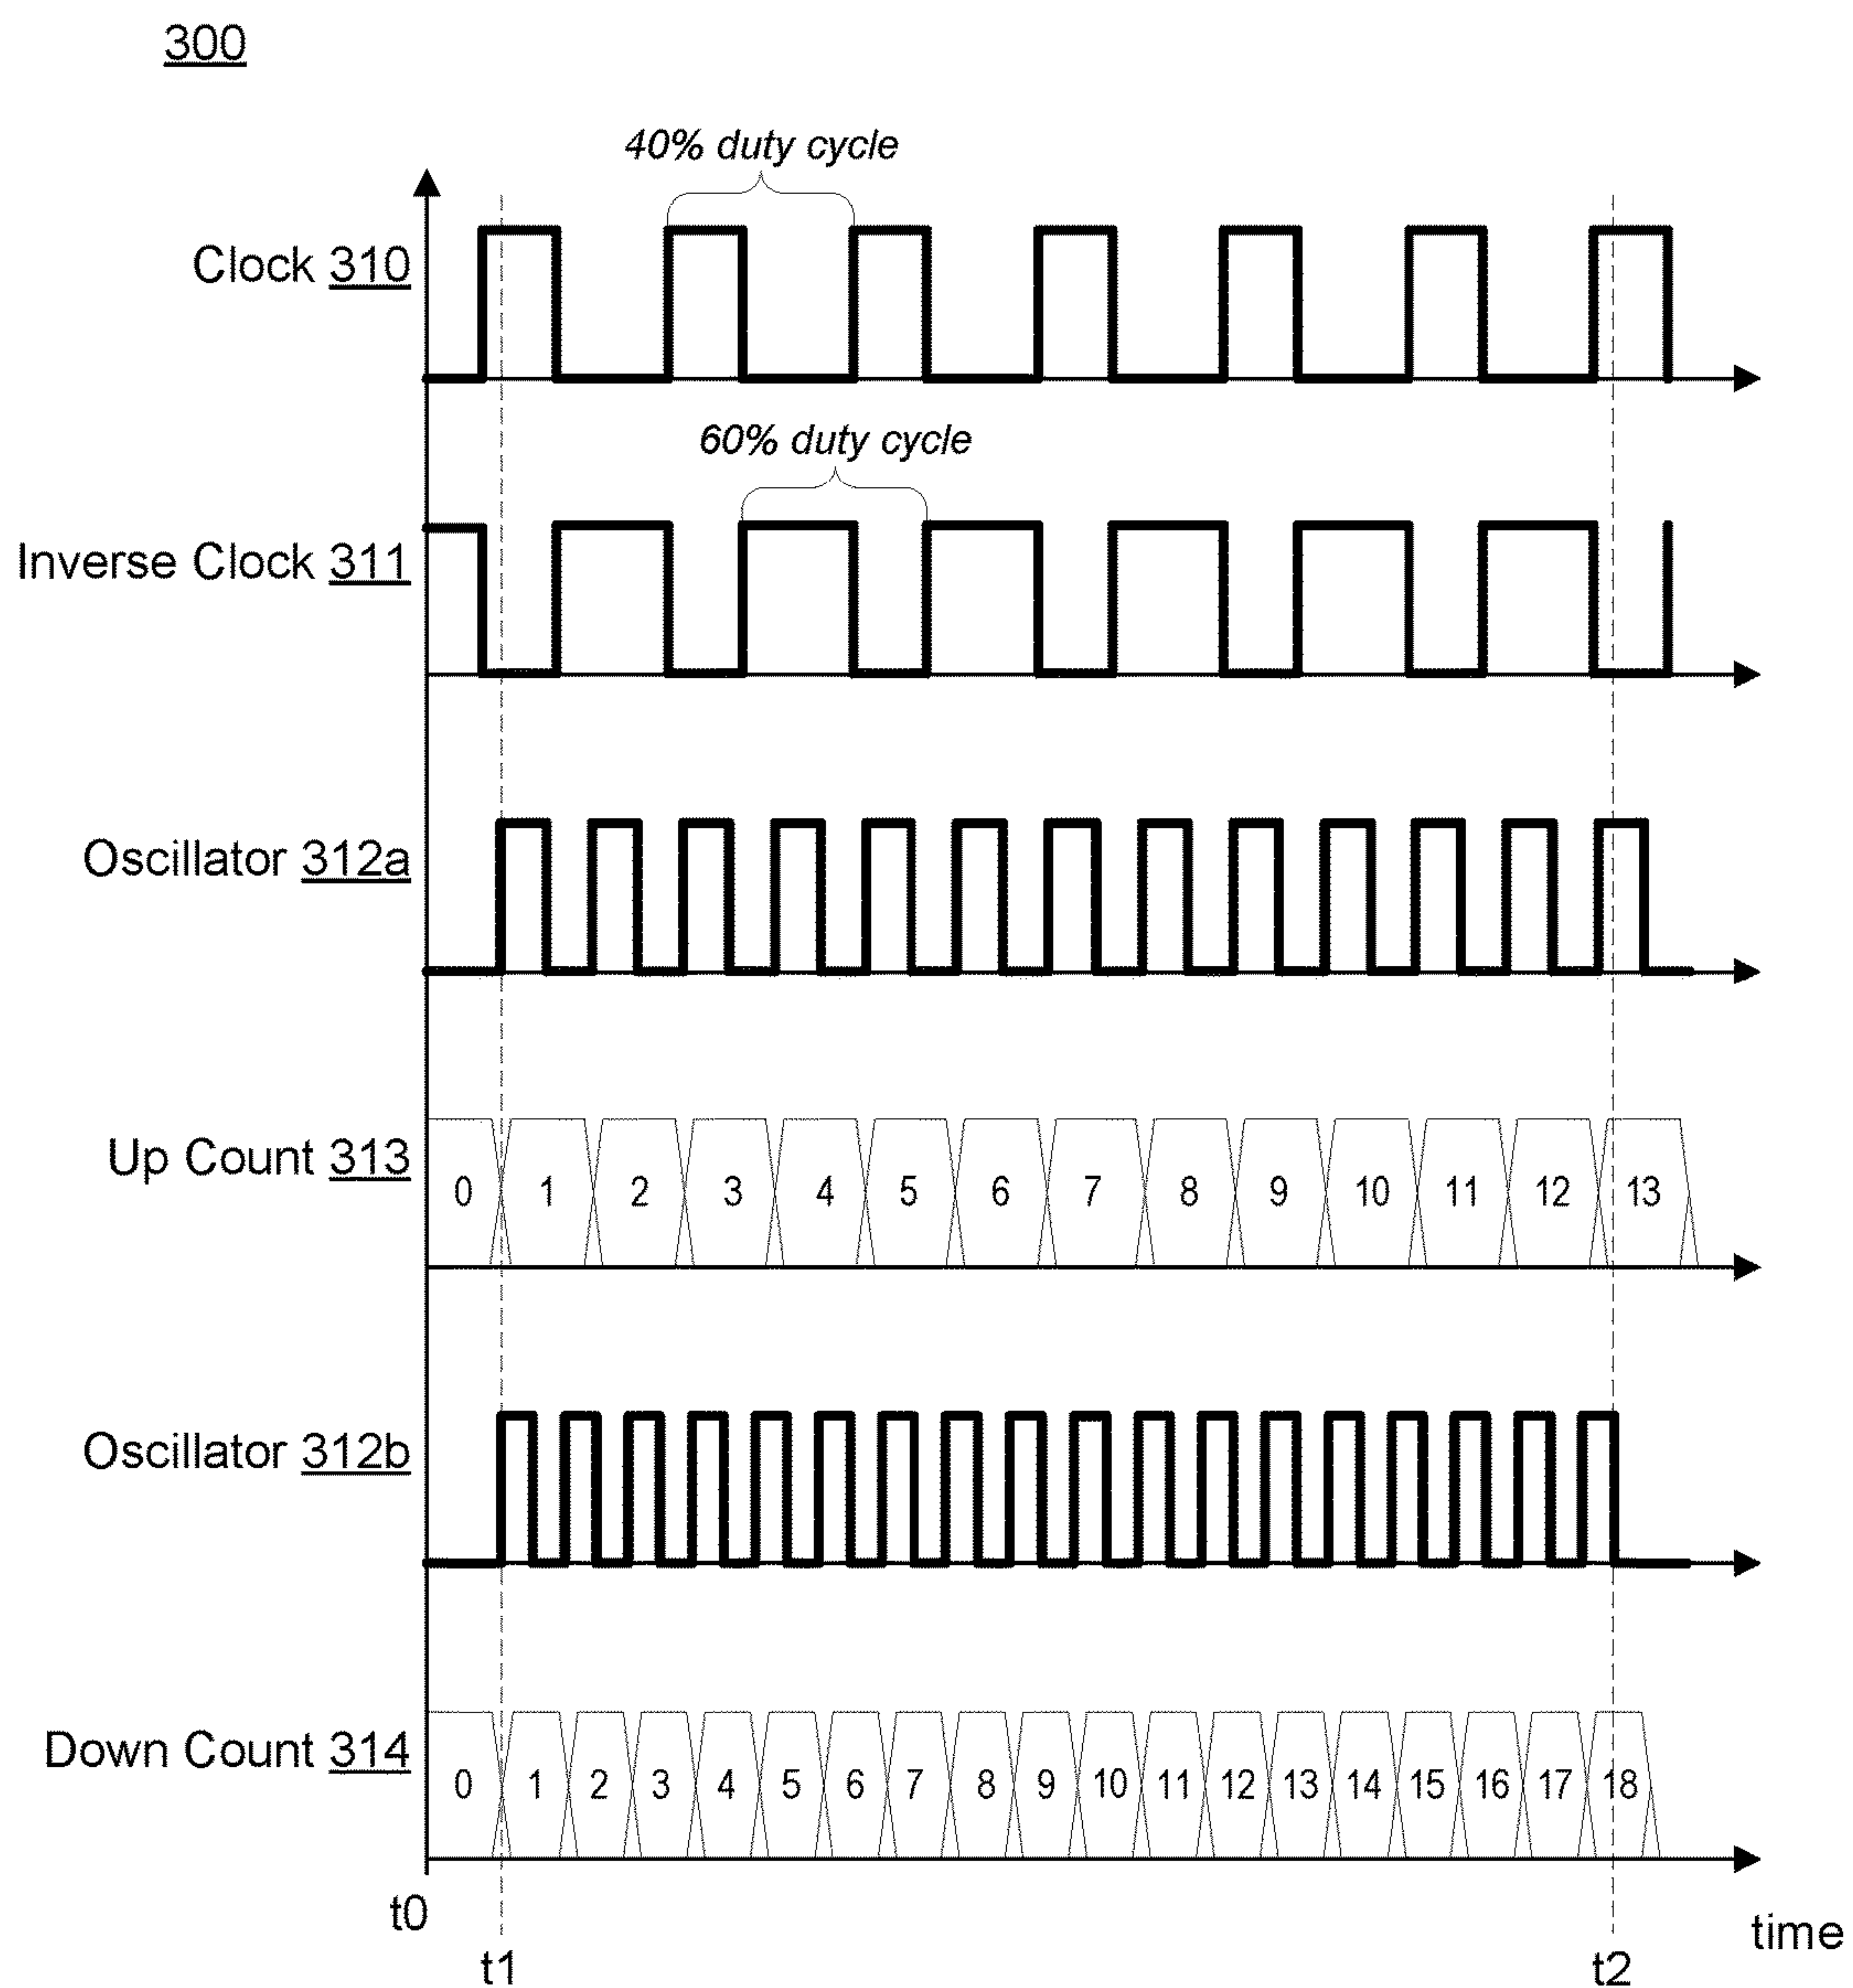 300
40% duty cycle
Clock 310
60% duty cycle
Inverse Clock 311
Oscillator 312a
Up Count 313
0 1 2 3 4 5 6 7 8 9 10 11 12 13
Oscillator 312b
Down Count 314
0 1 2 3 4 5 6 7 8 9 10 11 12 13 14 15 16 17 18
t0
time
t1 t2